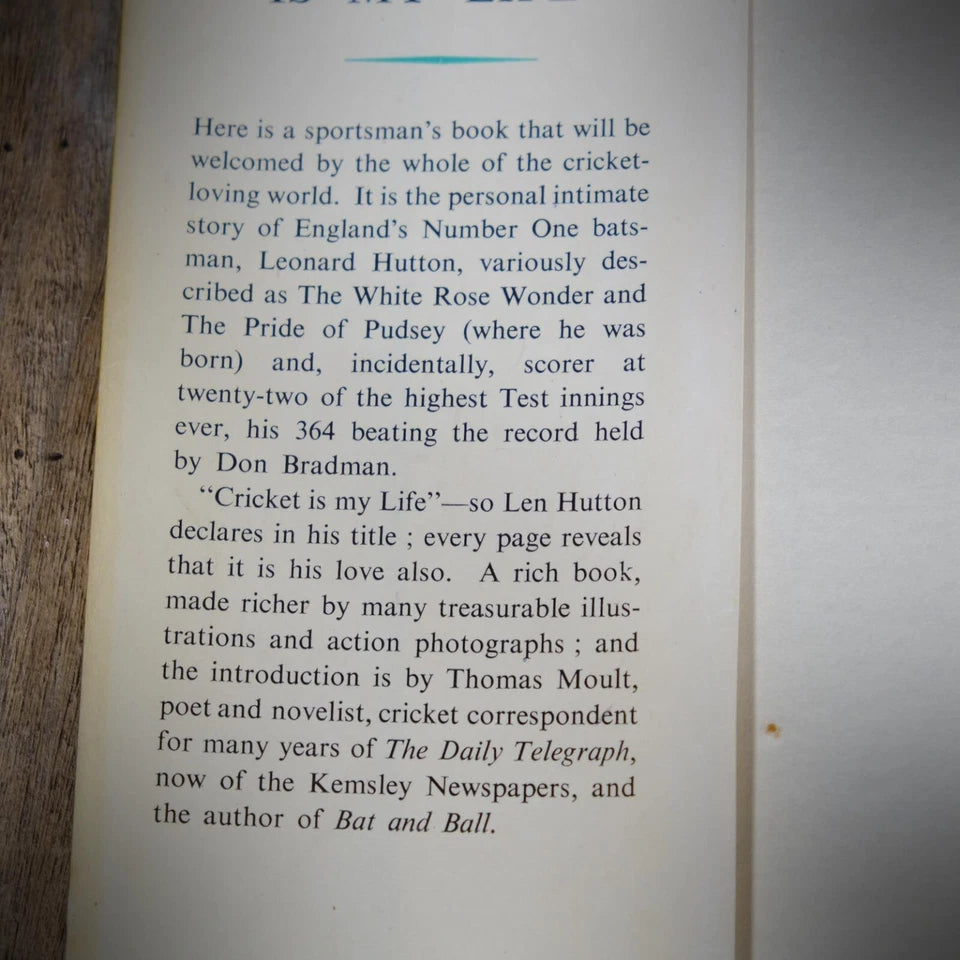 IS MY LIFE
Here is a sportsman's book that will be
welcomed by the whole of the cricket-
loving world. It is the personal intimate
story of England's Number One bats-
man, Leonard Hutton, variously des-
cribed as The White Rose Wonder and
The Pride of Pudsey (where he was
born) and, incidentally, scorer at
twenty-two of the highest Test innings
ever, his 364 beating the record held
by Don Bradman.
"Cricket is my Life"—so Len Hutton
declares in his title ; every page reveals
that it is his love also. A rich book,
made richer by many treasurable illus-
trations and action photographs ; and
the introduction is by Thomas Moult,
poet and novelist, cricket correspondent
for many years of The Daily Telegraph,
now of the Kemsley Newspapers, and
the author of Bat and Ball.